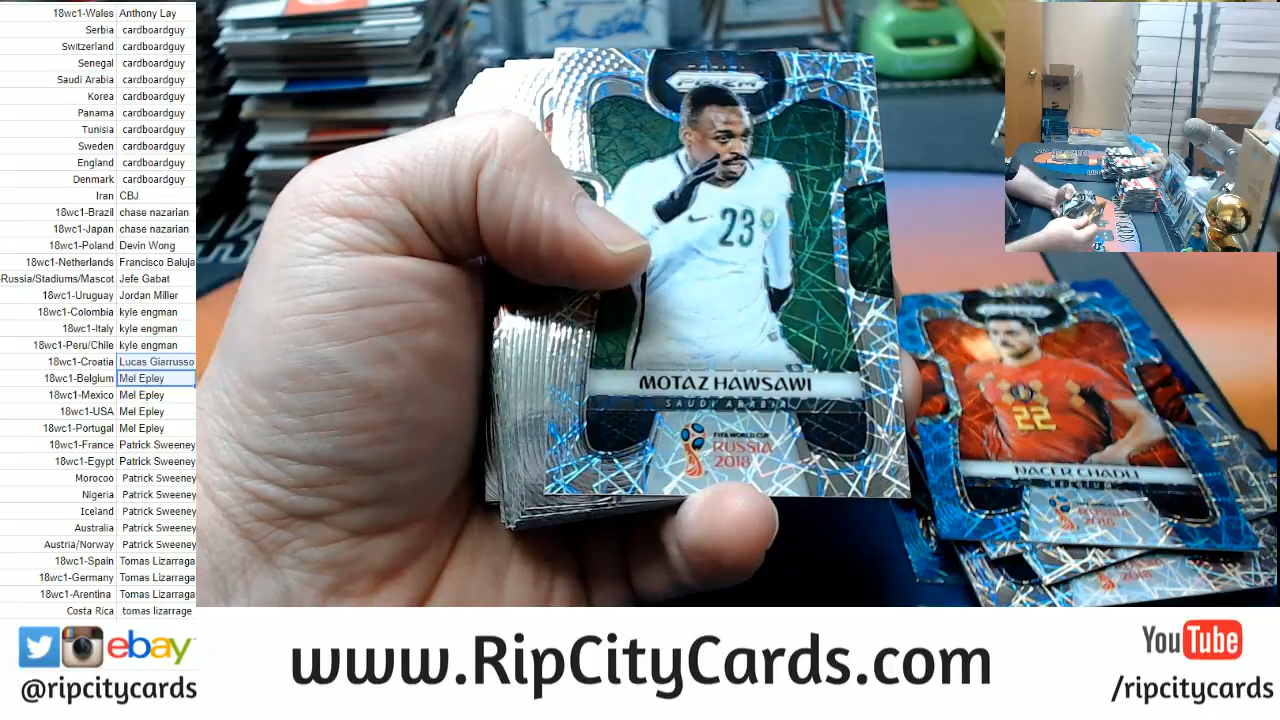 18wc1-Wales Anthony Lay
Serbia cardboardguy
Switzerland cardboardguy
Senegal cardboardguy
Saudi Arabia cardboardguy
Korea cardboardguy
Panama cardboardguy
Tunisia cardboardguy
Sweden cardboardguy
England cardboardguy
Denmark cardboardguy
Iran CBJ
18wc1-Brazil chase nazarian
18wc1-Japan chase nazarian
18wc1-Poland Devin Wong
18wc1-Netherlands Francisco Baluja
-Russia/Stadiums/Mascot Jefe Gabat
18wc1-Uruguay Jordan Miller
18wc1-Colombia kyle engman
18wc1-Italy kyle engman
18wc1-Peru/Chile kyle engman
18wc1-Croatia Lucas Giarrusso
18wc1-Belgium Mel Epley
18wc1-Mexico Mel Epley
18wc1-USA Mel Epley
18wc1-Portugal Mel Epley
18wc1-France Patrick Sweeney
18wc1-Egypt Patrick Sweeney
Morocoo Patrick Sweeney
Nigeria Patrick Sweeney
Iceland Patrick Sweeney
Australia Patrick Sweeney
Austria/Norway Patrick Sweeney
18wc1-Spain Tomas Lizarraga
18wc1-Germany Tomas Lizarraga
18wc1-Arentina Tomas Lizarraga
Costa Rica tomas lizarrage
PANINI
PRIZM
23
MOTAZ HAWSAWI
SAUDI ARABIA
FIFA WORLD CUP
RUSSIA
2018
22
NACER CHADLI
RUSSIA
2018
ebay
@ripcitycards
www.RipCityCards.com
YouTube
/ripcitycards